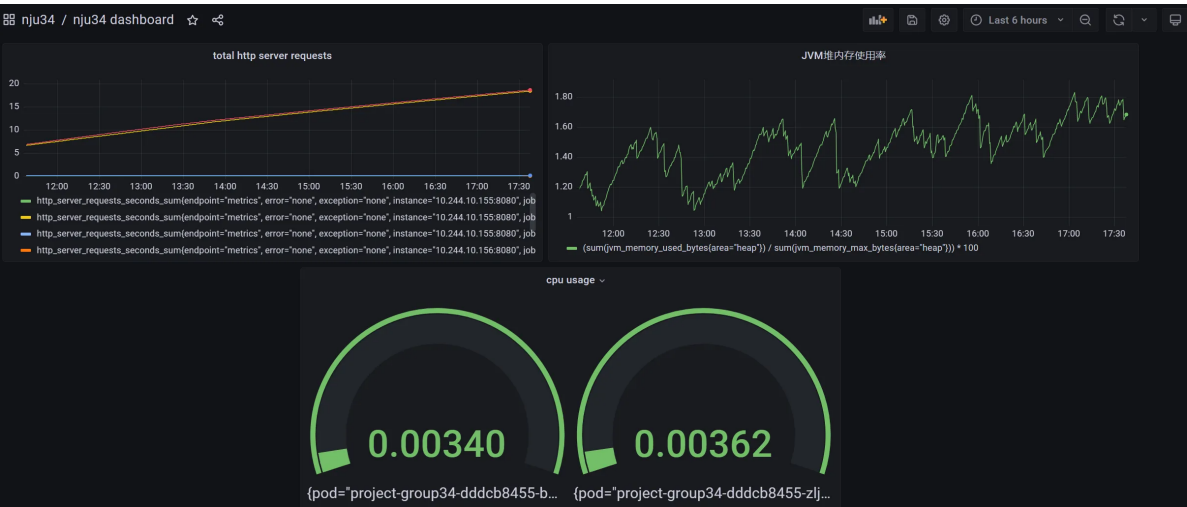 nju34 / nju34 dashboard
Last 6 hours
total http server requests
20
15
10
5
0
12:00 12:30 13:00 13:30 14:00 14:30 15:00 15:30 16:00 16:30 17:00 17:30
http_server_requests_seconds_sum{endpoint="metrics", error="none", exception="none", instance="10.244.10.155:8080", job
http_server_requests_seconds_sum{endpoint="metrics", error="none", exception="none", instance="10.244.10.155:8080", job
http_server_requests_seconds_sum{endpoint="metrics", error="none", exception="none", instance="10.244.10.155:8080", job
http_server_requests_seconds_sum{endpoint="metrics", error="none", exception="none", instance="10.244.10.156:8080", job
JVM堆内存使用率
1.80
1.60
1.40
1.20
1
12:00 12:30 13:00 13:30 14:00 14:30 15:00 15:30 16:00 16:30 17:00 17:30
(sum(jvm_memory_used_bytes{area="heap"}) / sum(jvm_memory_max_bytes{area="heap"})) * 100
cpu usage
0.00340
{pod="project-group34-dddcb8455-b...
0.00362
{pod="project-group34-dddcb8455-zlj...